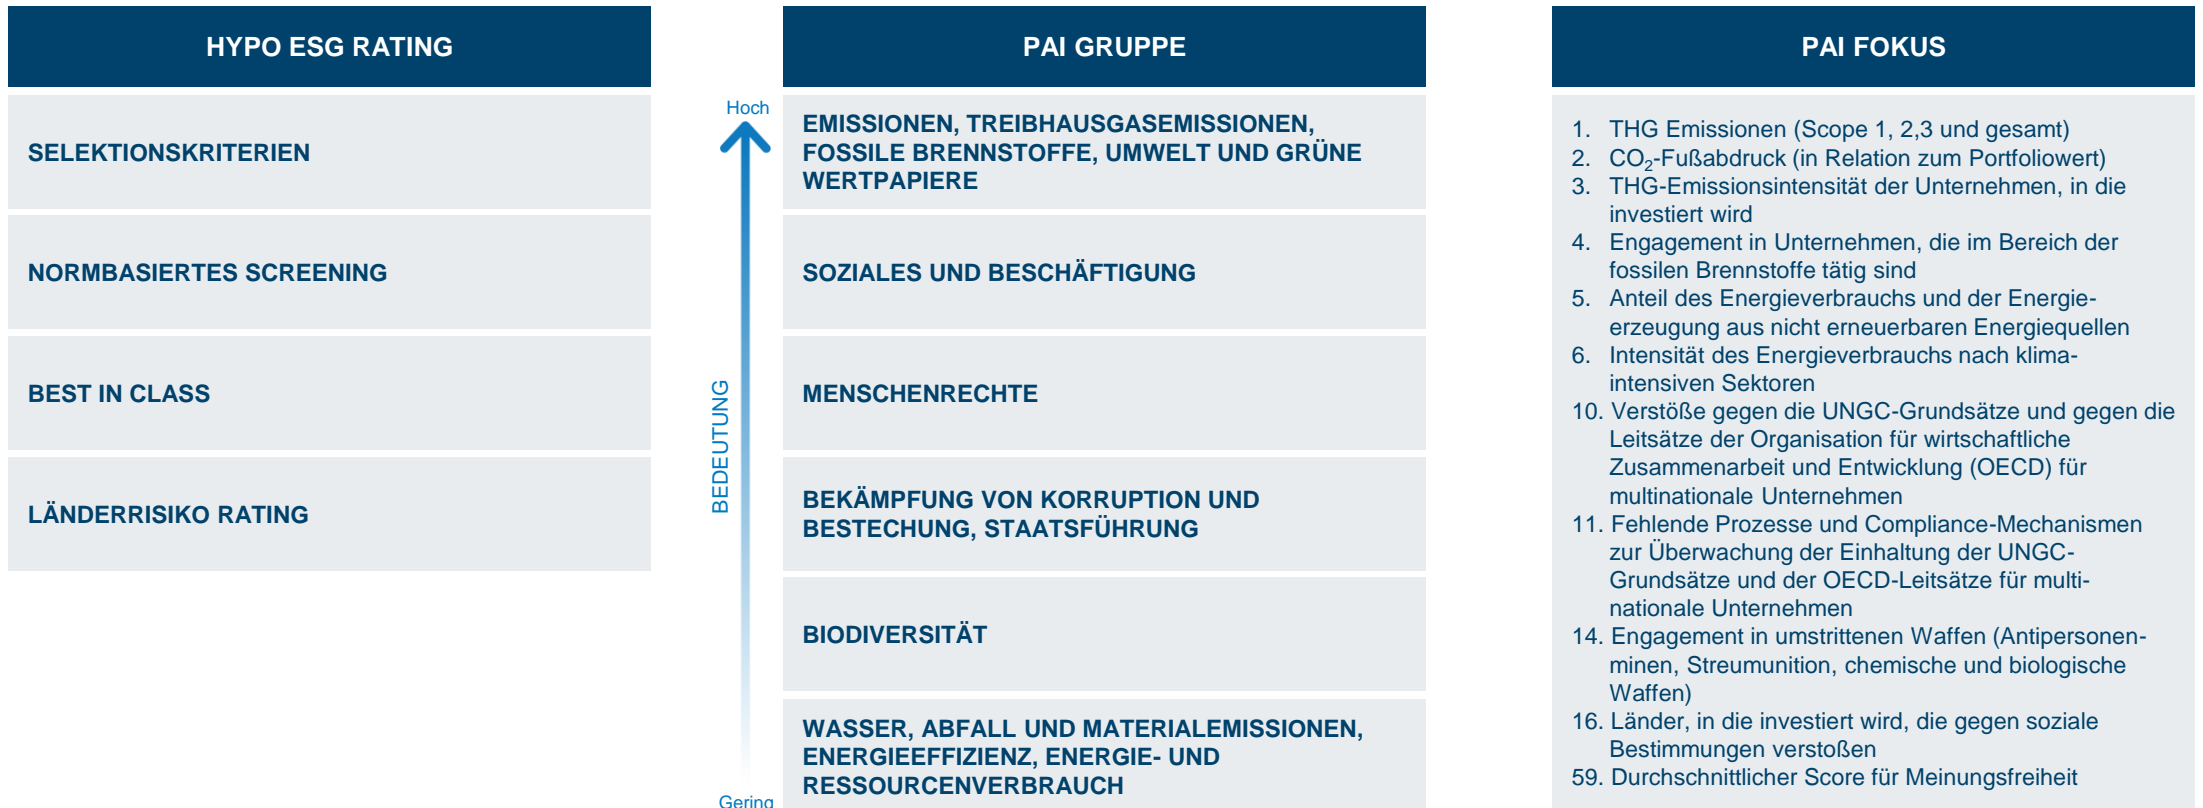 HYPO ESG RATING
SELEKTIONSKRITERIEN
NORMBASIERTES SCREENING
BEST IN CLASS
LÄNDERRISIKO RATING
Hoch
BEDEUTUNG
Gering
PAI GRUPPE
EMISSIONEN, TREIBHAUSGASEMISSIONEN,
FOSSILE BRENNSTOFFE, UMWELT UND GRÜNE
WERTPAPIERE
SOZIALES UND BESCHÄFTIGUNG
MENSCHENRECHTE
BEKÄMPFUNG VON KORRUPTION UND
BESTECHUNG, STAATSFÜHRUNG
BIODIVERSITÄT
WASSER, ABFALL UND MATERIALEMISSIONEN,
ENERGIEEFFIZIENZ, ENERGIE- UND
RESSOURCENVERBRAUCH
PAI FOKUS
1. THG Emissionen (Scope 1, 2,3 und gesamt)
2. CO₂-Fußabdruck (in Relation zum Portfoliowert)
3. THG-Emissionsintensität der Unternehmen, in die
investiert wird
4. Engagement in Unternehmen, die im Bereich der
fossilen Brennstoffe tätig sind
5. Anteil des Energieverbrauchs und der Energie-
erzeugung aus nicht erneuerbaren Energiequellen
6. Intensität des Energieverbrauchs nach klima-
intensiven Sektoren
10. Verstöße gegen die UNGC-Grundsätze und gegen die
Leitsätze der Organisation für wirtschaftliche
Zusammenarbeit und Entwicklung (OECD) für
multinationale Unternehmen
11. Fehlende Prozesse und Compliance-Mechanismen
zur Überwachung der Einhaltung der UNGC-
Grundsätze und der OECD-Leitsätze für multi-
nationale Unternehmen
14. Engagement in umstrittenen Waffen (Antipersonen-
minen, Streumunition, chemische und biologische
Waffen)
16. Länder, in die investiert wird, die gegen soziale
Bestimmungen verstoßen
59. Durchschnittlicher Score für Meinungsfreiheit